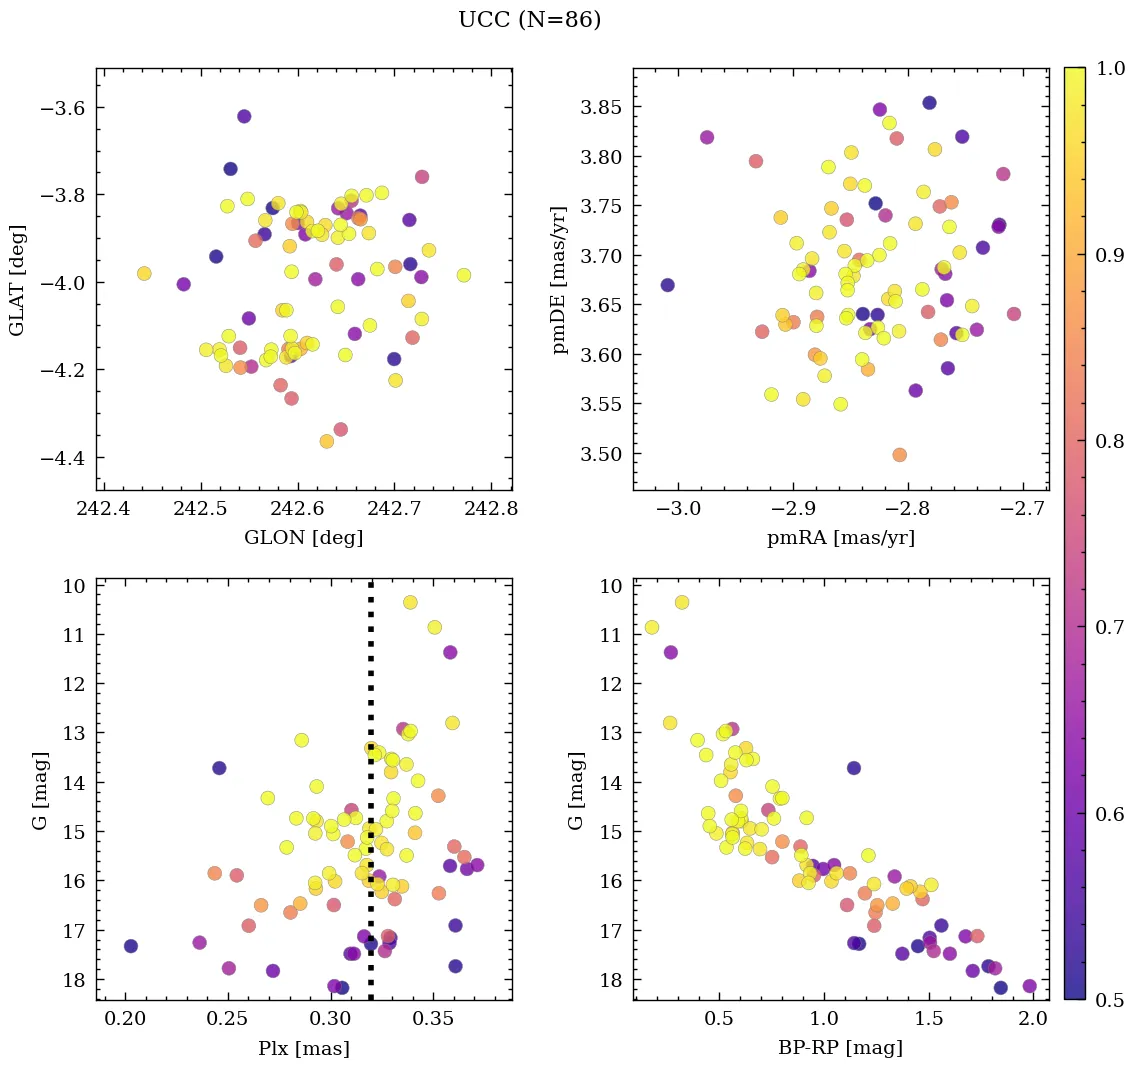 UCC (N=86)
−3.6
−3.8
−4.0
−4.2
−4.4
GLAT [deg]
242.4 242.5 242.6 242.7 242.8
GLON [deg]
3.85
3.80
3.75
3.70
3.65
3.60
3.55
3.50
pmDE [mas/yr]
−3.0 −2.9 −2.8 −2.7
pmRA [mas/yr]
1.0
0.9
0.8
0.7
0.6
0.5
10
11
12
13
14
15
16
17
18
G [mag]
0.20 0.25 0.30 0.35
Plx [mas]
10
11
12
13
14
15
16
17
18
G [mag]
0.5 1.0 1.5 2.0
BP-RP [mag]